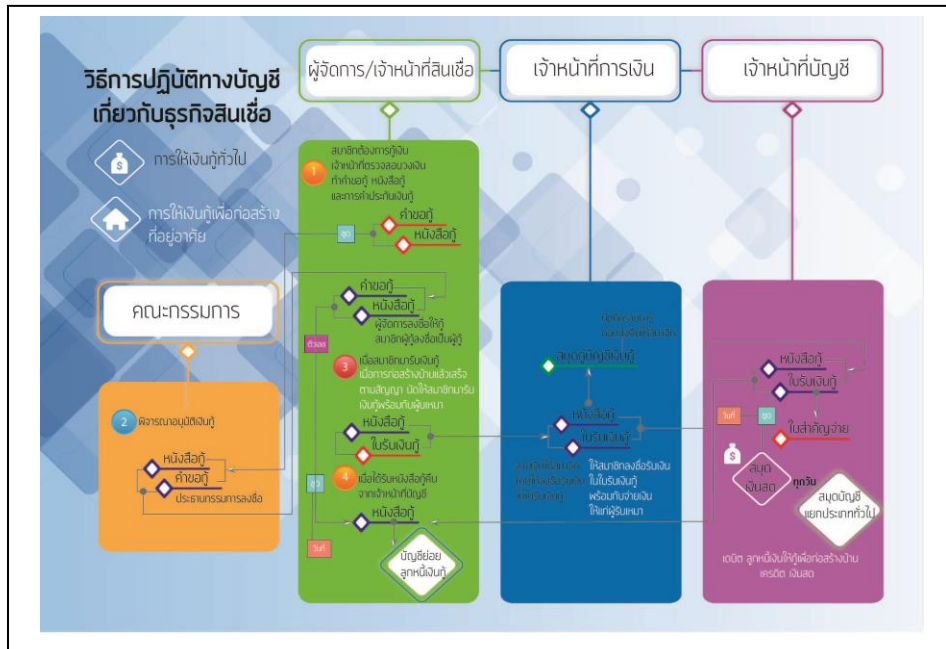 วิธีการปฏิบัติทางบัญชี
เกี่ยวกับธุรกิจสินเชื่อ
การให้เงินกู้ทั่วไป
การให้เงินกู้เพื่อก่อสร้าง
ที่อยู่อาศัย
ผู้จัดการ/เจ้าหน้าที่สินเชื่อ
เจ้าหน้าที่การเงิน
เจ้าหน้าที่บัญชี
คณะกรรมการ
1
สมาชิกต้องการกู้เงิน
เจ้าหน้าที่ตรวจสอบวงเงิน
ทำคำขอกู้ หนังสือกู้
และการค้ำประกันเงินกู้
ชุด
คำขอกู้
หนังสือกู้
2
พิจารณาอนุมัติเงินกู้
หนังสือกู้
คำขอกู้
ประธานกรรมการลงชื่อ
คำขอกู้
หนังสือกู้
ผู้จัดการลงชื่อให้กู้
สมาชิกผู้กู้ลงชื่อเป็นผู้กู้
ตัวเลข
3
เมื่อสมาชิกมารับเงินกู้
เมื่อการก่อสร้างบ้านแล้วเสร็จ
ตามสัญญา นัดให้สมาชิกมารับ
เงินกู้พร้อมกับผู้เหมา
หนังสือกู้
ใบรับเงินกู้
ชุด
4
เมื่อได้รับหนังสือกู้คืน
จากเจ้าหน้าที่บัญชี
หนังสือกู้
วันที่
บัญชีย่อย
ลูกหนี้เงินกู้
สมุดคู่บัญชีเงินกู้
หนังสือกู้
ใบรับเงินกู้
ให้สมาชิกลงชื่อรับเงิน
ในใบรับเงินกู้
พร้อมกับจ่ายเงิน
ให้แก่ผู้รับเหมา
หนังสือกู้
ใบรับเงินกู้
วันที่
ชุด
ใบสำคัญจ่าย
สมุด
เงินสด
ทุกวัน
สมุดบัญชี
แยกประเภททั่วไป
เดบิต ลูกหนี้เงินให้กู้เพื่อก่อสร้างบ้าน
เครดิต เงินสด